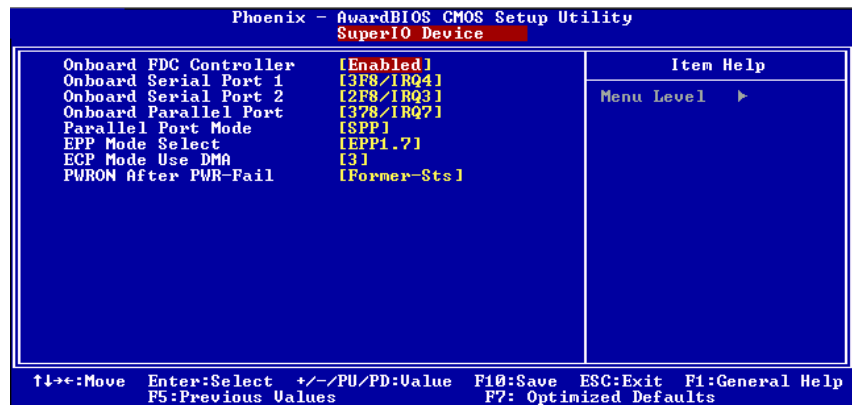 Phoenix - AwardBIOS CMOS Setup Utility
SuperIO Device
Onboard FDC Controller [Enabled]
Onboard Serial Port 1 [3F8/IRQ4]
Onboard Serial Port 2 [2F8/IRQ3]
Onboard Parallel Port [378/IRQ7]
Parallel Port Mode [SPP]
EPP Mode Select [EPP1.7]
ECP Mode Use DMA [3]
PWRON After PWR-Fail [Former-Sts]
Item Help
Menu Level ▶
↑↓→←:Move Enter:Select +/-/PU/PD:Value F10:Save ESC:Exit F1:General Help
F5:Previous Values F7: Optimized Defaults